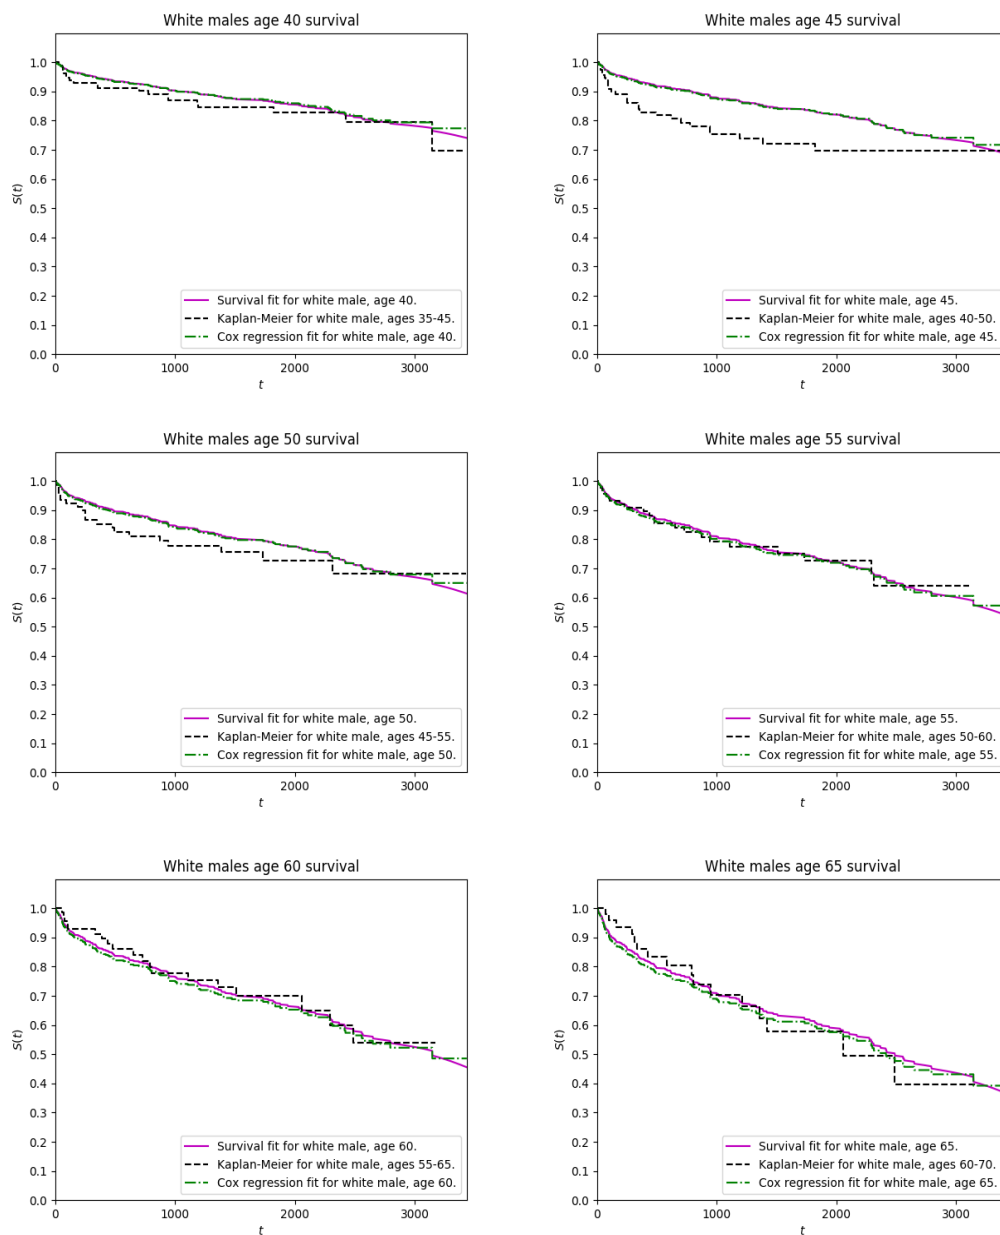 White males age 40 survival
1.0
0.9
0.8
0.7
0.6
0.5
0.4
0.3
0.2
0.1
0.0
S(t)
Survival fit for white male, age 40.
Kaplan-Meier for white male, ages 35-45.
Cox regression fit for white male, age 40.
0 1000 2000 3000
t
White males age 45 survival
1.0
0.9
0.8
0.7
0.6
0.5
0.4
0.3
0.2
0.1
0.0
S(t)
Survival fit for white male, age 45.
Kaplan-Meier for white male, ages 40-50.
Cox regression fit for white male, age 45.
0 1000 2000 3000
t
White males age 50 survival
1.0
0.9
0.8
0.7
0.6
0.5
0.4
0.3
0.2
0.1
0.0
S(t)
Survival fit for white male, age 50.
Kaplan-Meier for white male, ages 45-55.
Cox regression fit for white male, age 50.
0 1000 2000 3000
t
White males age 55 survival
1.0
0.9
0.8
0.7
0.6
0.5
0.4
0.3
0.2
0.1
0.0
S(t)
Survival fit for white male, age 55.
Kaplan-Meier for white male, ages 50-60.
Cox regression fit for white male, age 55.
0 1000 2000 3000
t
White males age 60 survival
1.0
0.9
0.8
0.7
0.6
0.5
0.4
0.3
0.2
0.1
0.0
S(t)
Survival fit for white male, age 60.
Kaplan-Meier for white male, ages 55-65.
Cox regression fit for white male, age 60.
0 1000 2000 3000
t
White males age 65 survival
1.0
0.9
0.8
0.7
0.6
0.5
0.4
0.3
0.2
0.1
0.0
S(t)
Survival fit for white male, age 65.
Kaplan-Meier for white male, ages 60-70.
Cox regression fit for white male, age 65.
0 1000 2000 3000
t